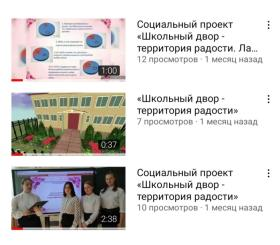 Социальный проект
«Школьный двор -
территория радости. Ла...
12 просмотров · 1 месяц назад
1:00
«Школьный двор -
территория радости»
7 просмотров · 1 месяц назад
0:37
Социальный проект
«Школьный двор -
территория радости»
10 просмотров · 1 месяц назад
2:38